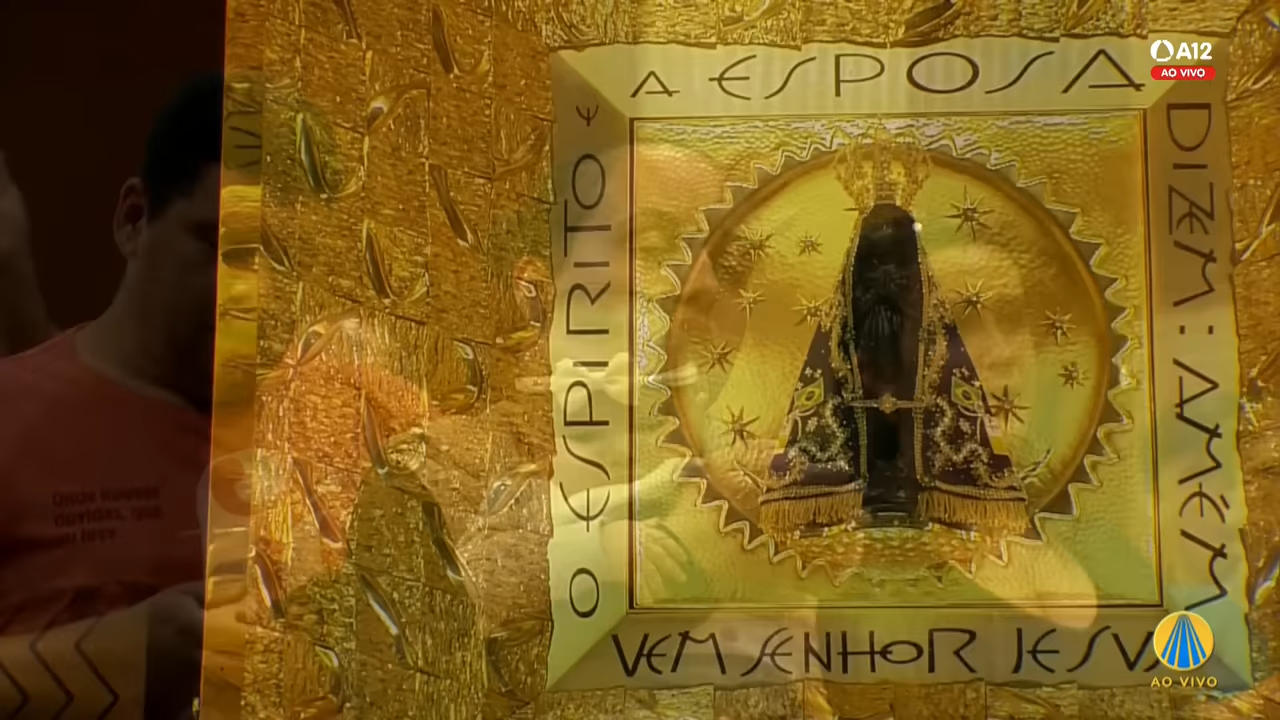 A12
AO VIVO
O ESPIRITO E
A ESPOSA
DIZEM: AMÉM
VEM SENHOR JESUS
AO VIVO